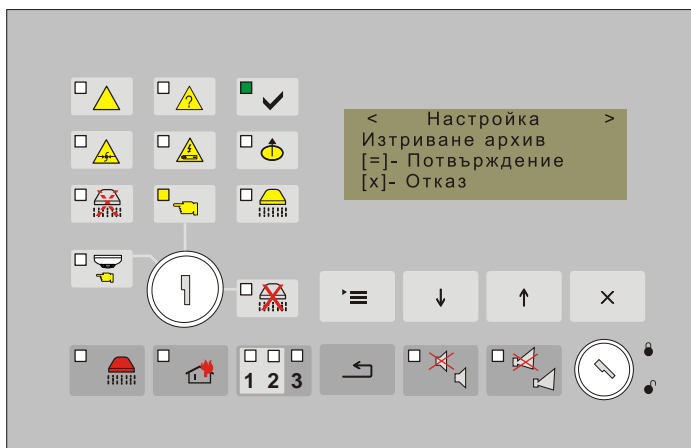 < Настройка >
Изтриване архив
[=]- Потвърждение
[x]- Отказ
?
1 2 3